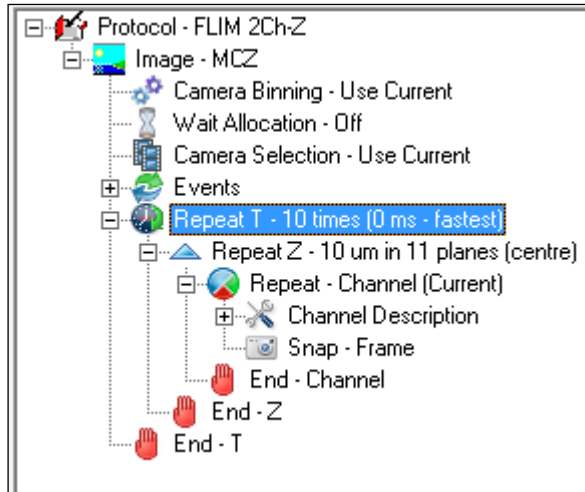 Protocol - FLIM 2Ch-Z
Image - MCZ
Camera Binning - Use Current
Wait Allocation - Off
Camera Selection - Use Current
Events
Repeat T - 10 times (0 ms - fastest)
Repeat Z - 10 um in 11 planes (centre)
Repeat - Channel (Current)
Channel Description
Snap - Frame
End - Channel
End - Z
End - T